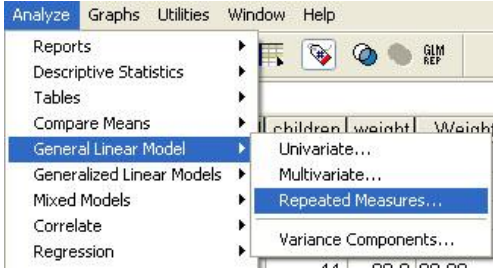 Analyze Graphs Utilities Window Help
Reports
Descriptive Statistics
Tables
Compare Means
General Linear Model
Generalized Linear Models
Mixed Models
Correlate
Regression
GLM
REP
children weight Weigh
Univariate...
Multivariate...
Repeated Measures...
Variance Components...